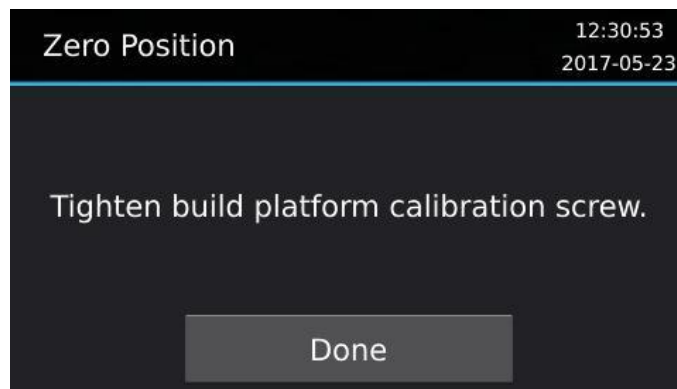 Zero Position
12:30:53
2017-05-23
Tighten build platform calibration screw.
Done